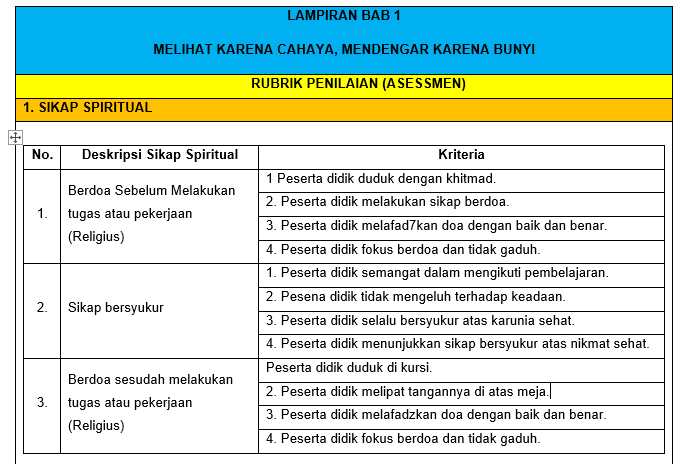 LAMPIRAN BAB 1
MELIHAT KARENA CAHAYA, MENDENGAR KARENA BUNYI
RUBRIK PENILAIAN (ASESSMEN)
1. SIKAP SPIRITUAL
No. Deskripsi Sikap Spiritual Kriteria
1. Berdoa Sebelum Melakukan
tugas atau pekerjaan
(Religius)
1 Peserta didik duduk dengan khitmad.
2. Peserta didik melakukan sikap berdoa.
3. Peserta didik melafad7kan doa dengan baik dan benar.
4. Peserta didik fokus berdoa dan tidak gaduh.
2. Sikap bersyukur
1. Peserta didik semangat dalam mengikuti pembelajaran.
2. Pesena didik tidak mengeluh terhadap keadaan.
3. Peserta didik selalu bersyukur atas karunia sehat.
4. Peserta didik menunjukkan sikap bersyukur atas nikmat sehat.
3. Berdoa sesudah melakukan
tugas atau pekerjaan
(Religius)
Peserta didik duduk di kursi.
2. Peserta didik melipat tangannya di atas meja.
3. Peserta didik melafadzkan doa dengan baik dan benar.
4. Peserta didik fokus berdoa dan tidak gaduh.